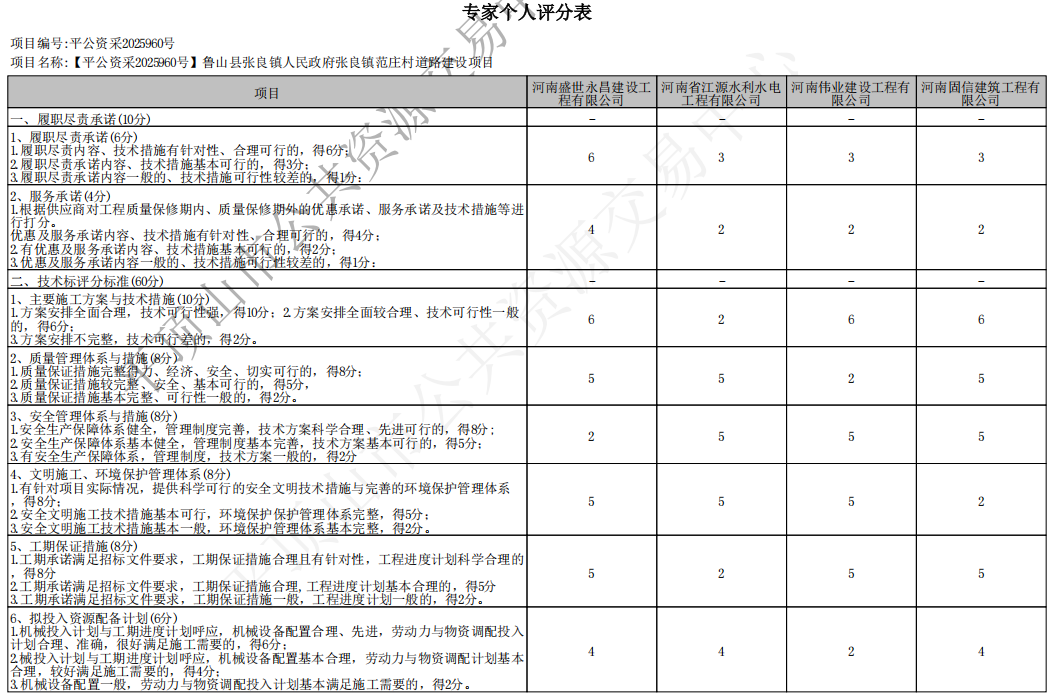 专家个人评分表
项目编号:平公资采2025960号
项目名称:【平公资采2025960号】鲁山县张良镇人民政府张良镇范庄村道路建设项目
项目
河南盛世永昌建设工
程有限公司
河南省江源水利水电
工程有限公司
河南伟业建设工程有
限公司
河南固信建筑工程有
限公司
一、履职尽责承诺(10分)
-
-
-
-
1、履职尽责承诺(6分)
1.履职尽责内容、技术措施有针对性、合理可行的，得6分；
2.履职尽责承诺内容、技术措施基本可行的，得3分；
3.履职尽责承诺内容一般的、技术措施可行性较差的，得1分：
6
3
3
3
2、服务承诺(4分)
1.根据供应商对工程质量保修期内、质量保修期外的优惠承诺、服务承诺及技术措施等进
行打分。
优惠及服务承诺内容、技术措施有针对性、合理可行的，得4分；
2.有优惠及服务承诺内容、技术措施基本可行的，得2分；
3.优惠及服务承诺内容一般的、技术措施可行性较差的，得1分：
4
2
2
2
二、技术标评分标准(60分)
-
-
-
-
1、主要施工方案与技术措施(10分)
1.方案安排全面合理，技术可行性强，得10分；2.方案安排全面较合理、技术可行性一般
的，得6分；
3.方案安排不完整，技术可行差的，得2分。
6
2
6
6
2、质量管理体系与措施(8分)
1.质量保证措施完整得力、经济、安全、切实可行的，得8分；
2.质量保证措施较完整、安全、基本可行的，得5分，
3.质量保证措施基本完整、可行性一般的，得2分。
5
5
2
5
3、安全管理体系与措施(8分)
1.安全生产保障体系健全，管理制度完善，技术方案科学合理、先进可行的，得8分；
2.安全生产保障体系基本健全，管理制度基本完善，技术方案基本可行的，得5分；
3.有安全生产保障体系，管理制度，技术方案一般的，得2分
2
5
5
5
4、文明施工、环境保护管理体系(8分)
1.有针对项目实际情况，提供科学可行的安全文明技术措施与完善的环境保护管理体系
，得8分；
2.安全文明施工技术措施基本可行，环境保护保护管理体系完整，得5分；
3.安全文明施工技术措施基本一般，环境保护管理体系基本完整，得2分。
5
5
5
2
5、工期保证措施(8分)
1.工期承诺满足招标文件要求，工期保证措施合理且有针对性，工程进度计划科学合理的
，得8分
2.工期承诺满足招标文件要求，工期保证措施合理,工程进度计划基本合理的，得5分
3.工期承诺满足招标文件要求，工期保证措施一般，工程进度计划一般的，得2分。
5
2
5
5
6、拟投入资源配备计划(6分)
1.机械投入计划与工期进度计划呼应，机械设备配置合理、先进，劳动力与物资调配投入
计划合理、准确，很好满足施工需要的，得6分；
2.械投入计划与工期进度计划呼应，机械设备配置基本合理，劳动力与物资调配计划基本
合理，较好满足施工需要的，得4分；
3.机械设备配置一般，劳动力与物资调配投入计划基本满足施工需要的，得2分。
4
4
2
4
平顶山市公共资源交易中心
平顶山市公共资源交易中心